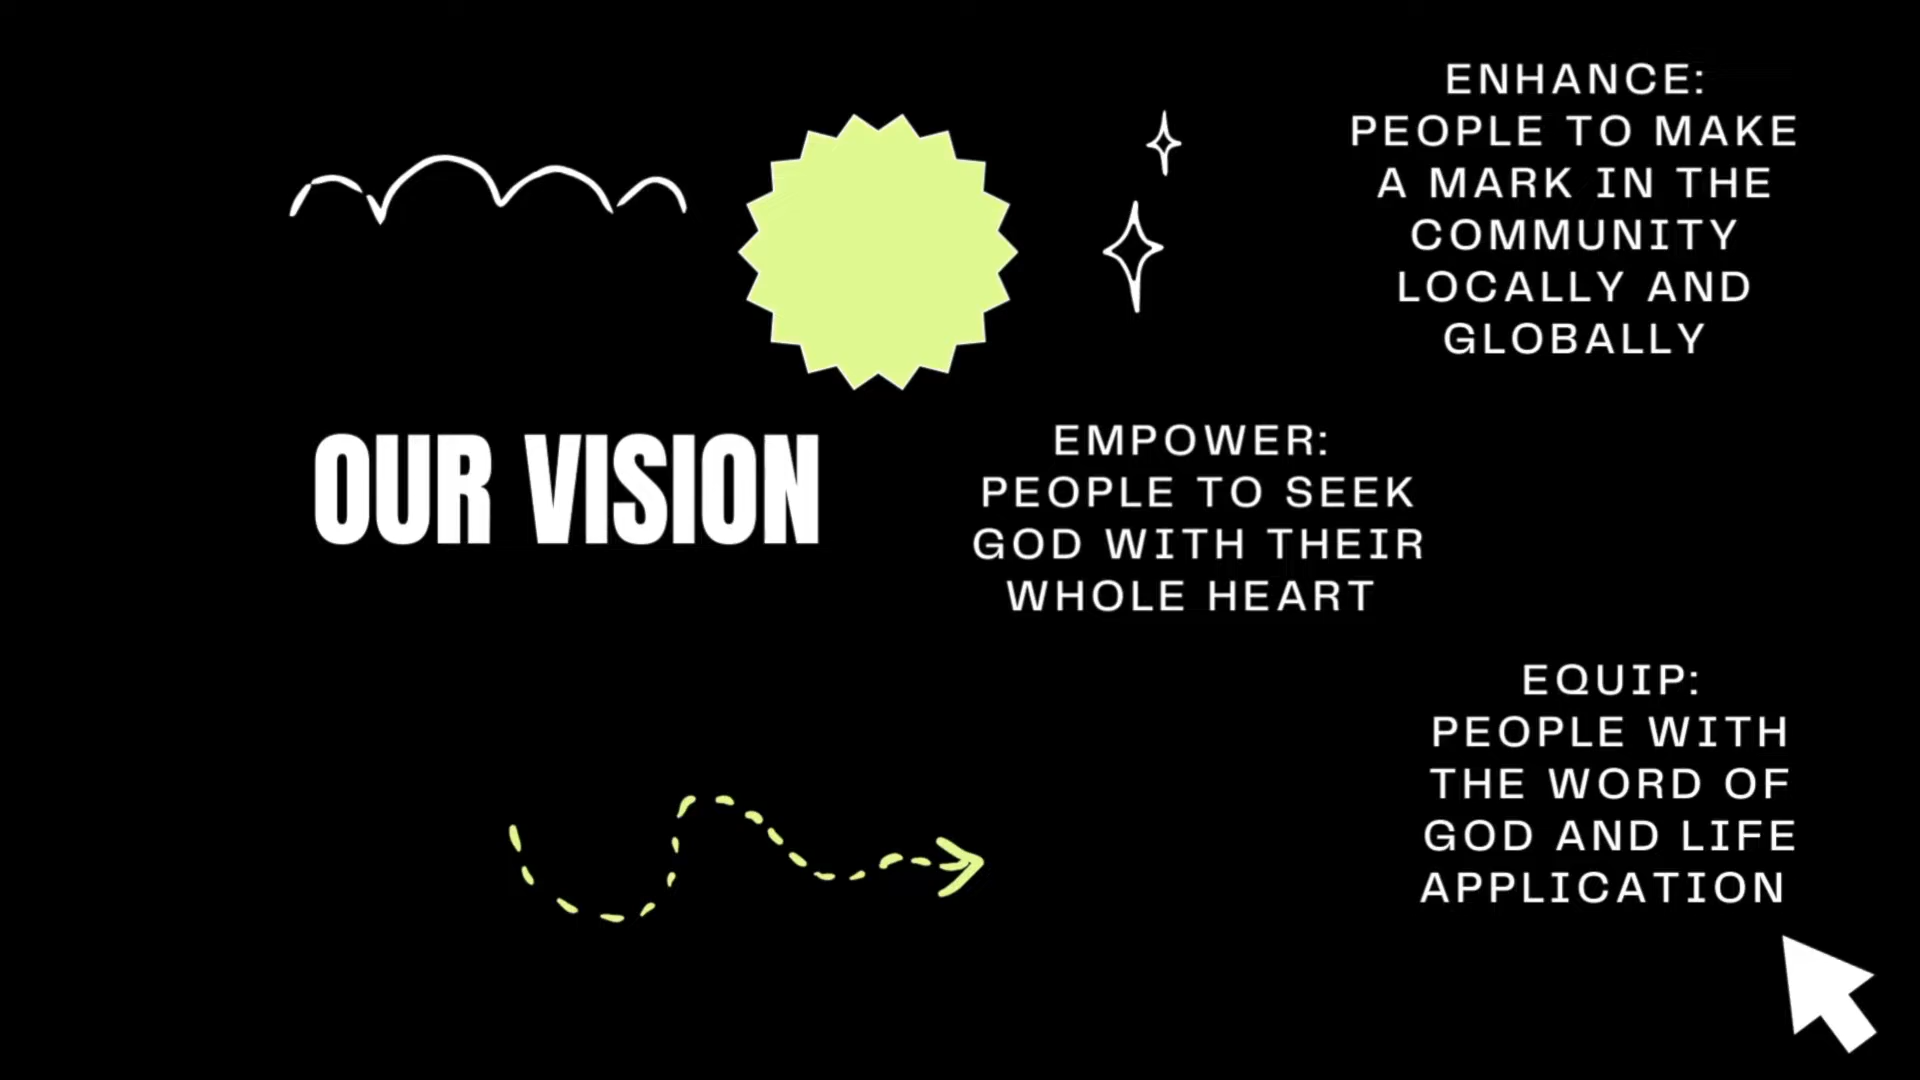 OUR VISION
ENHANCE:
PEOPLE TO MAKE
A MARK IN THE
COMMUNITY
LOCALLY AND
GLOBALLY
EMPOWER:
PEOPLE TO SEEK
GOD WITH THEIR
WHOLE HEART
EQUIP:
PEOPLE WITH
THE WORD OF
GOD AND LIFE
APPLICATION